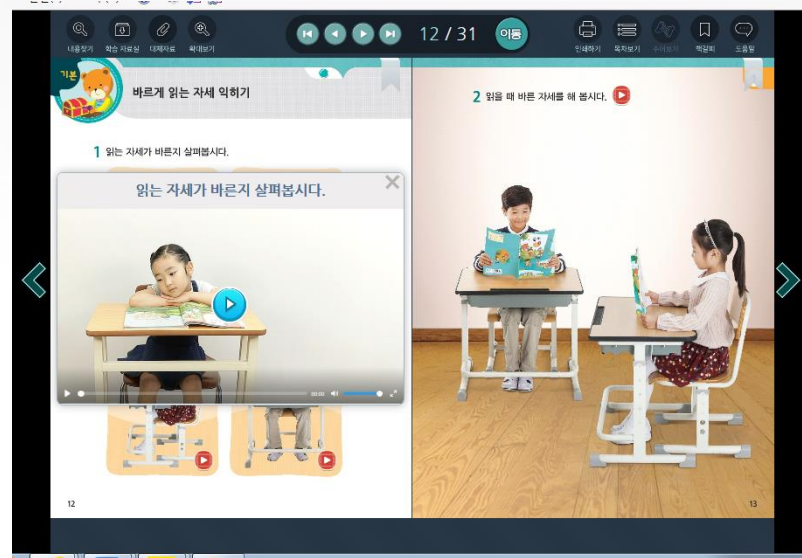 내용찾기
학습 자료실
대체자료
확대보기
12 / 31
이동
인쇄하기
목차보기
수어보기
책갈피
도움말
기본
바르게 읽는 자세 익히기
1 읽는 자세가 바른지 살펴봅시다.
읽는 자세가 바른지 살펴봅시다.
00:00
12
2 읽을 때 바른 자세를 해 봅시다.
13